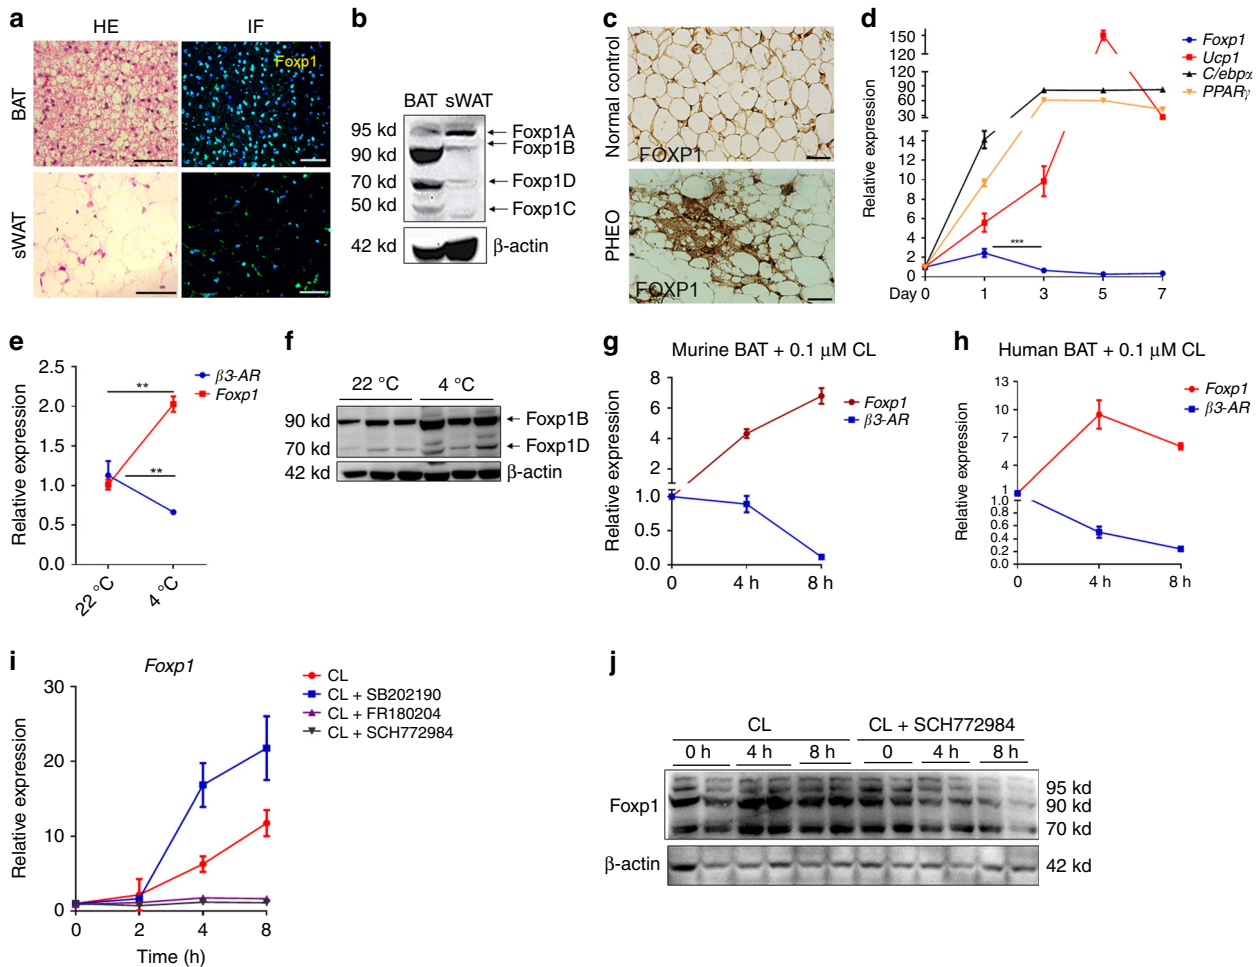 a
HE
IF
BAT
Foxp1
sWAT
b
BAT sWAT
95 kd
90 kd
70 kd
50 kd
42 kd
Foxp1A
Foxp1B
Foxp1D
Foxp1C
β-actin
c
Normal control
FOXP1
PHEO
FOXP1
d
Relative expression
150
120
90
60
30
14
12
10
8
6
4
2
0
***
Day 0 1 3 5 7
Foxp1
Ucp1
C/ebpα
PPARγ
e
Relative expression
2.5
2.0
1.5
1.0
0.5
0.0
**
**
22 °C
4 °C
β3-AR
Foxp1
f
22 °C 4 °C
90 kd
70 kd
42 kd
Foxp1B
Foxp1D
β-actin
g
Murine BAT + 0.1 μM CL
Relative expression
8
6
4
2
1.0
0.5
0.0
0 4 h 8 h
Foxp1
β3-AR
h
Human BAT + 0.1 μM CL
Relative expression
13
10
7
4
1
1.0
0.8
0.6
0.4
0.2
0.0
0 4 h 8 h
Foxp1
β3-AR
i
Foxp1
Relative expression
30
20
10
0
0 2 4 8
Time (h)
CL
CL + SB202190
CL + FR180204
CL + SCH772984
j
CL CL + SCH772984
0 h 4 h 8 h 0 4 h 8 h
Foxp1
95 kd
90 kd
70 kd
β-actin
42 kd